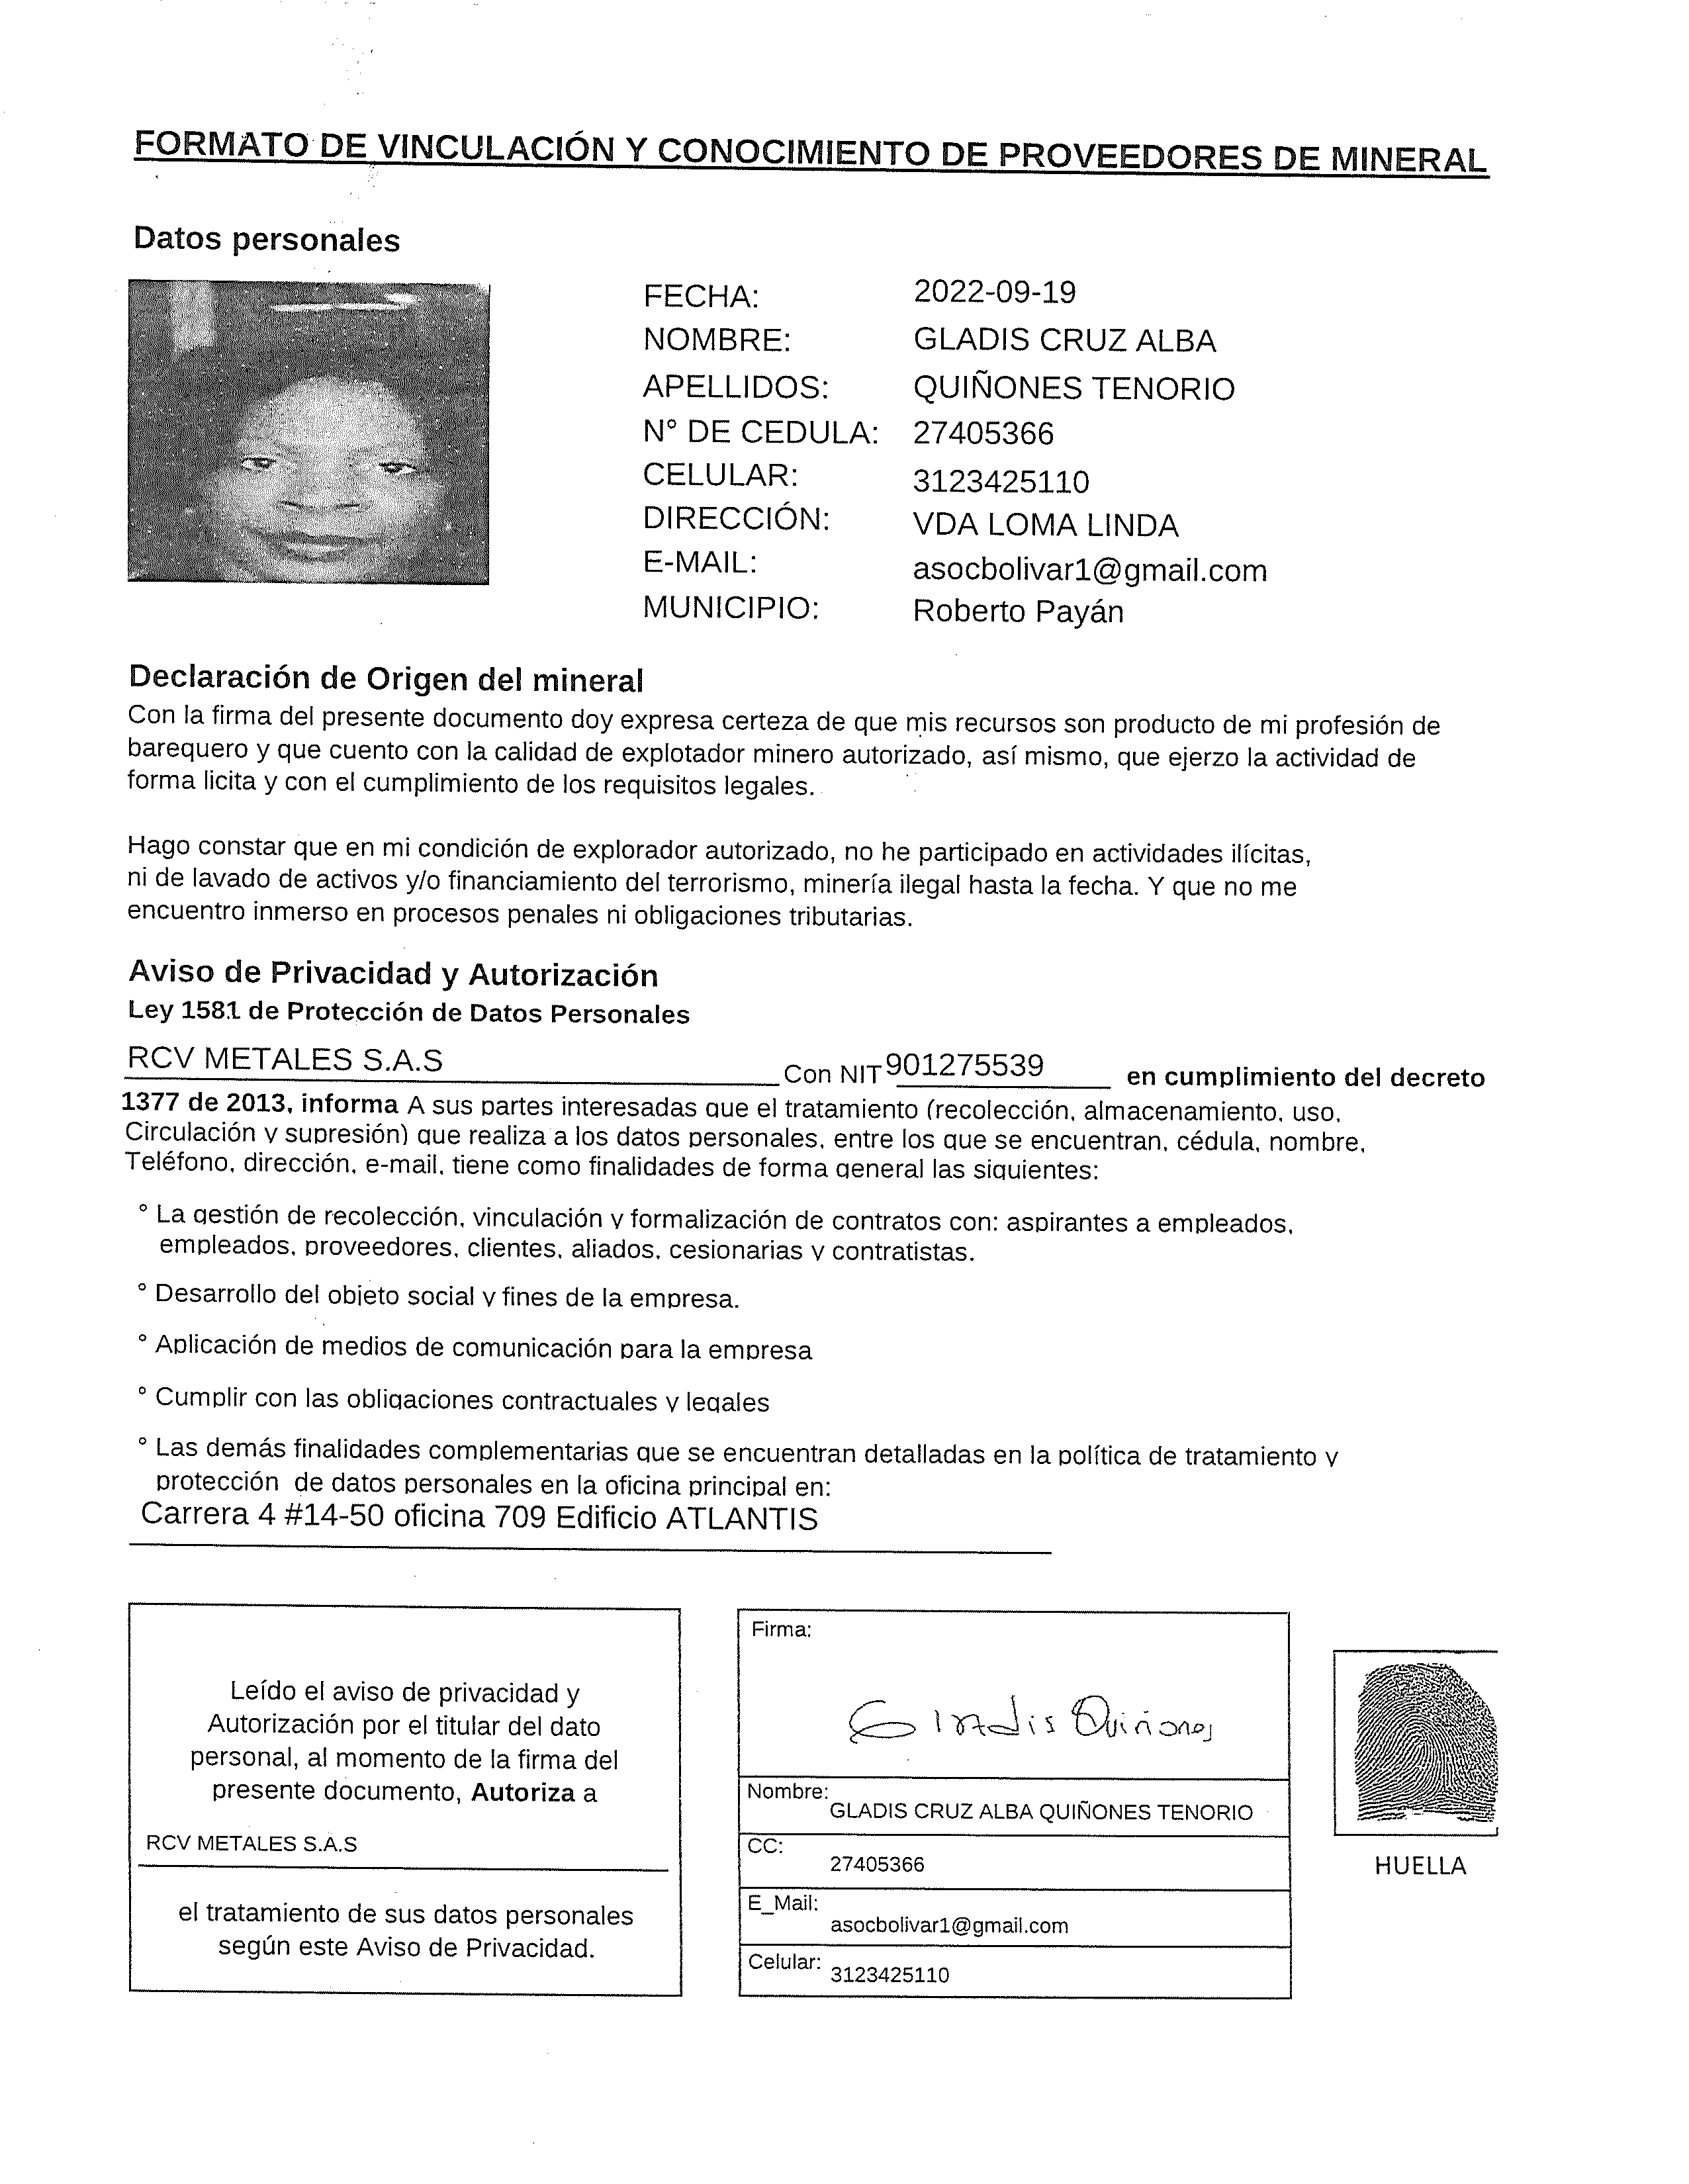 FORMATO DE VINCULACIÓN Y CONOCIMIENTO DE PROVEEDORES DE MINERAL
Datos personales
FECHA: 2022-09-19
NOMBRE: GLADIS CRUZ ALBA
APELLIDOS: QUIÑONES TENORIO
N° DE CEDULA: 27405366
CELULAR: 3123425110
DIRECCIÓN: VDA LOMA LINDA
E-MAIL: asocbolivar1@gmail.com
MUNICIPIO: Roberto Payán
Declaración de Origen del mineral
Con la firma del presente documento doy expresa certeza de que mis recursos son producto de mi profesión de
barequero y que cuento con la calidad de explotador minero autorizado, así mismo, que ejerzo la actividad de
forma licita y con el cumplimiento de los requisitos legales.
Hago constar que en mi condición de explorador autorizado, no he participado en actividades ilícitas,
ni de lavado de activos y/o financiamiento del terrorismo, minería ilegal hasta la fecha. Y que no me
encuentro inmerso en procesos penales ni obligaciones tributarias.
Aviso de Privacidad y Autorización
Ley 1581 de Protección de Datos Personales
RCV METALES S.A.S Con NIT 901275539 en cumplimiento del decreto
1377 de 2013, informa A sus partes interesadas que el tratamiento (recolección, almacenamiento, uso,
Circulación y supresión) que realiza a los datos personales, entre los que se encuentran, cédula, nombre,
Teléfono, dirección, e-mail, tiene como finalidades de forma general las siguientes:
° La gestión de recolección, vinculación y formalización de contratos con: aspirantes a empleados,
empleados, proveedores, clientes, aliados, cesionarias y contratistas.
° Desarrollo del objeto social y fines de la empresa.
° Aplicación de medios de comunicación para la empresa
° Cumplir con las obligaciones contractuales y legales
° Las demás finalidades complementarias que se encuentran detalladas en la política de tratamiento y
protección de datos personales en la oficina principal en:
Carrera 4 #14-50 oficina 709 Edificio ATLANTIS
Leído el aviso de privacidad y
Autorización por el titular del dato
personal, al momento de la firma del
presente documento, Autoriza a
RCV METALES S.A.S
el tratamiento de sus datos personales
según este Aviso de Privacidad.
Firma:
Gladis Quiñones
Nombre:
GLADIS CRUZ ALBA QUIÑONES TENORIO
CC:
27405366
E_Mail:
asocbolivar1@gmail.com
Celular:
3123425110
HUELLA